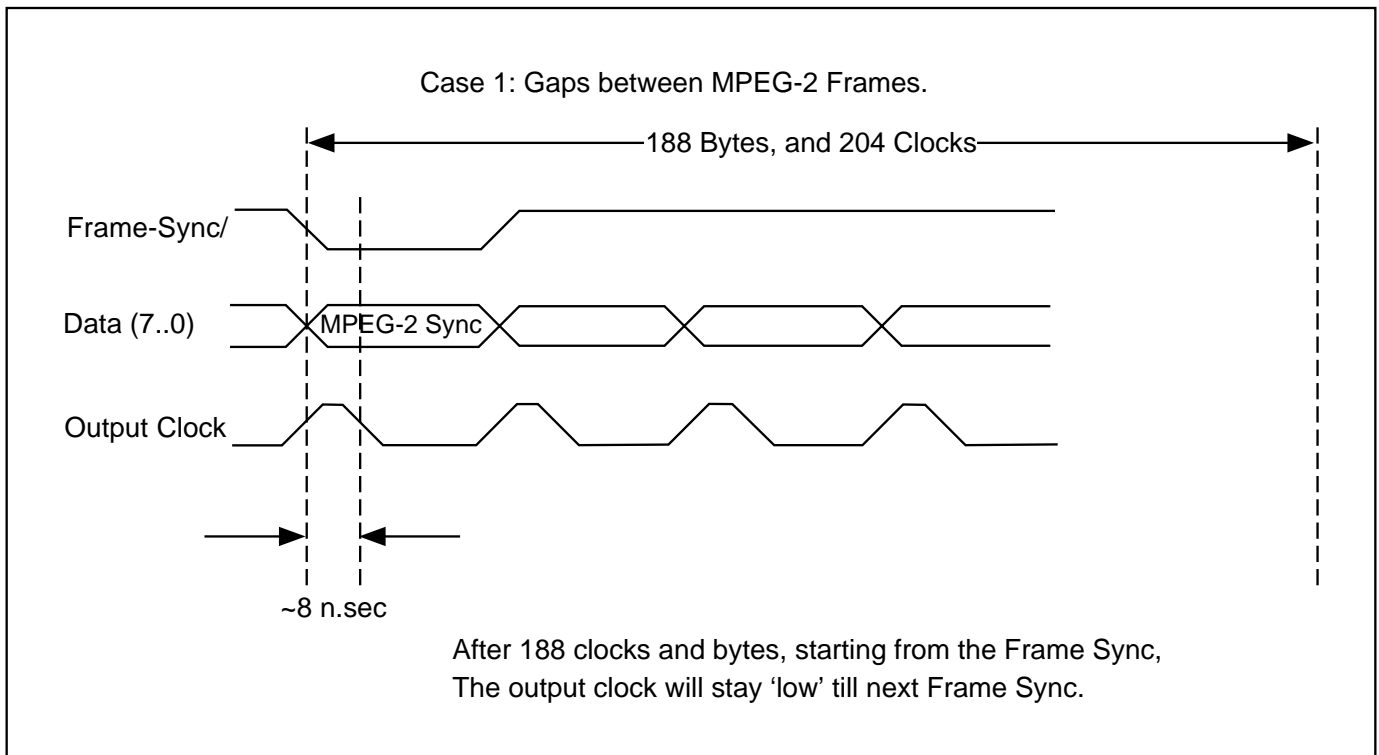 Case 1: Gaps between MPEG-2 Frames.
188 Bytes, and 204 Clocks
Frame-Sync/
Data (7..0)
MPEG-2 Sync
Output Clock
~8 n.sec
After 188 clocks and bytes, starting from the Frame Sync,
The output clock will stay ‘low’ till next Frame Sync.